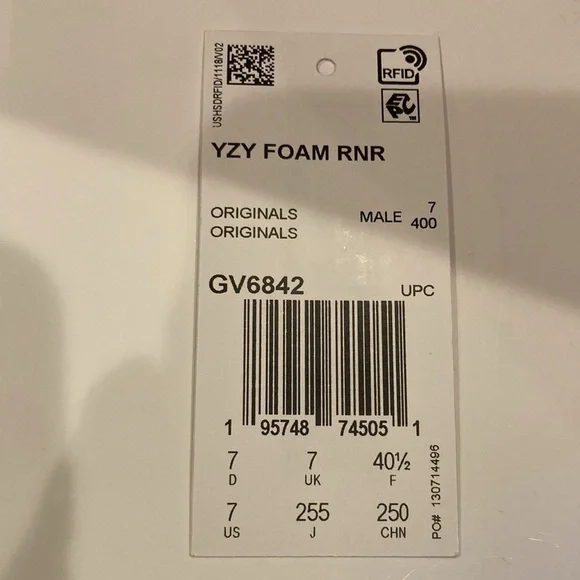 USHSDRFID/1118/V02
RFID
EPC™
YZY FOAM RNR
ORIGINALS
ORIGINALS
MALE 7
400
GV6842
UPC
1 95748 74505 1
7 7 40½
D UK F
7 255 250
US J CHN
PO# 130714496